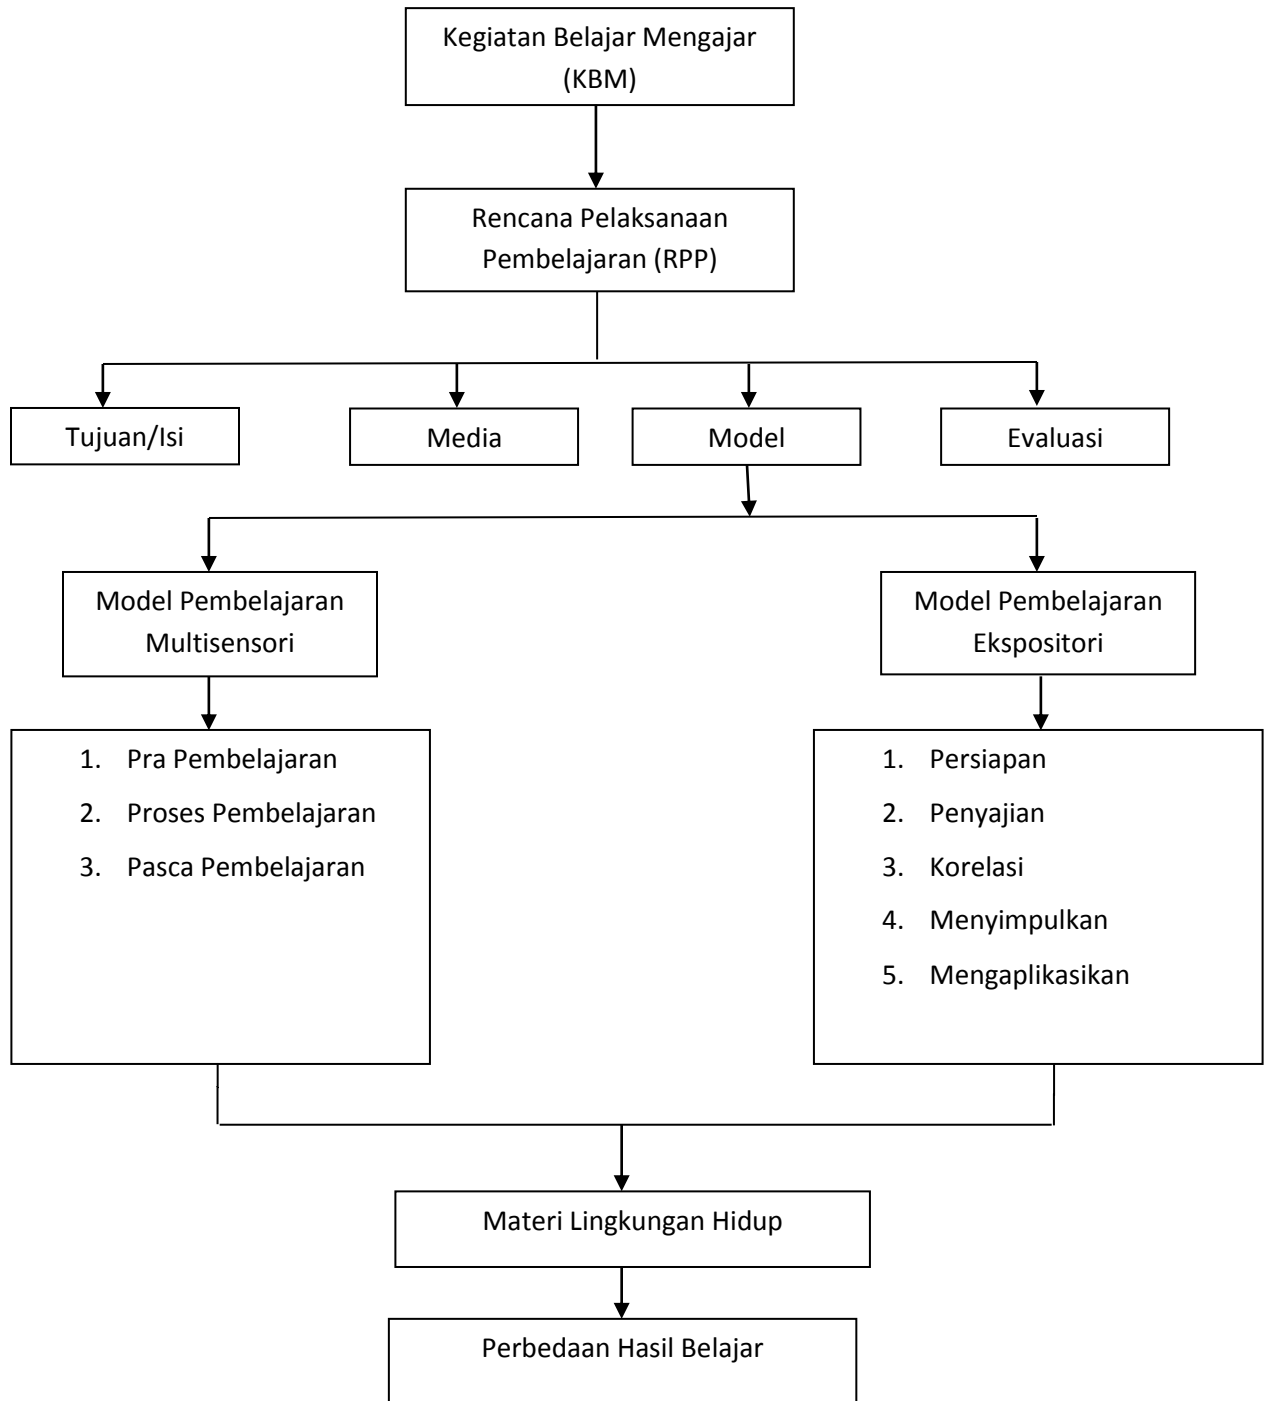 Kegiatan Belajar Mengajar
(KBM)
Rencana Pelaksanaan
Pembelajaran (RPP)
Tujuan/Isi
Media
Model
Evaluasi
Model Pembelajaran
Multisensori
Model Pembelajaran
Ekspositori
1. Pra Pembelajaran
2. Proses Pembelajaran
3. Pasca Pembelajaran
1. Persiapan
2. Penyajian
3. Korelasi
4. Menyimpulkan
5. Mengaplikasikan
Materi Lingkungan Hidup
Perbedaan Hasil Belajar